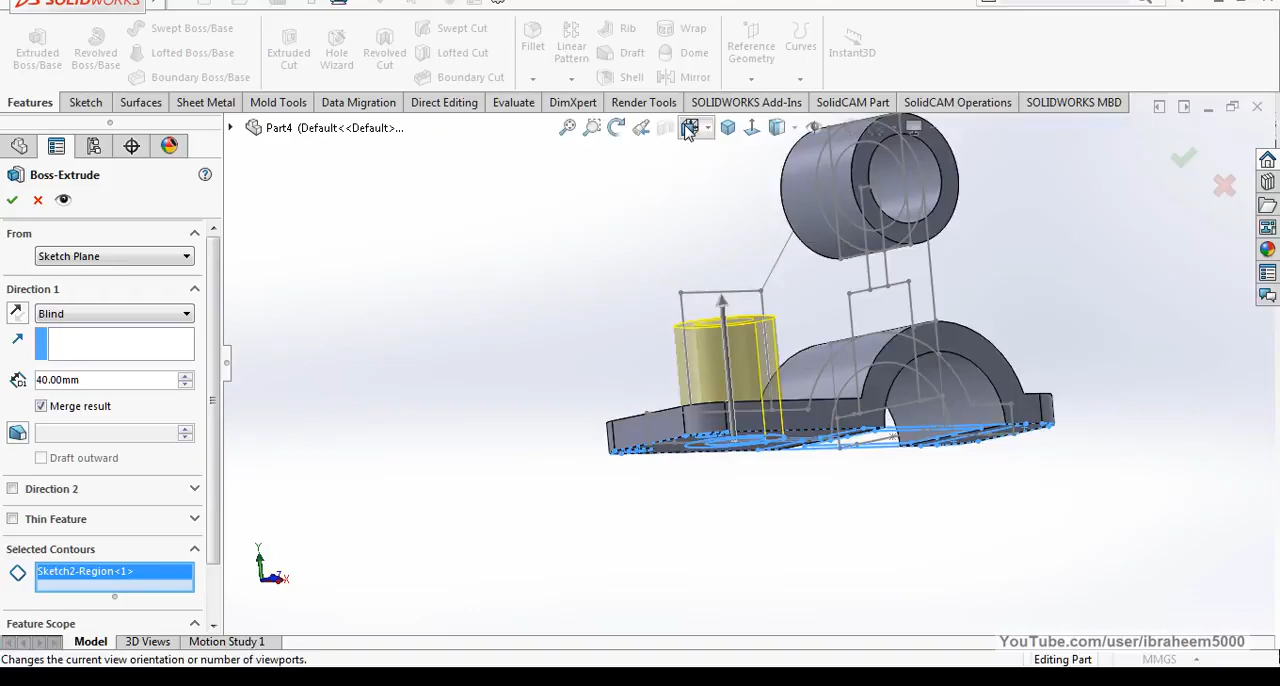 SOLIDWORKS
Extruded Boss/Base
Revolved Boss/Base
Swept Boss/Base
Lofted Boss/Base
Boundary Boss/Base
Extruded Cut
Hole Wizard
Revolved Cut
Swept Cut
Lofted Cut
Boundary Cut
Fillet
Linear Pattern
Rib
Draft
Shell
Wrap
Dome
Mirror
Reference Geometry
Curves
Instant3D
Features
Sketch
Surfaces
Sheet Metal
Mold Tools
Data Migration
Direct Editing
Evaluate
DimXpert
Render Tools
SOLIDWORKS Add-Ins
SolidCAM Part
SolidCAM Operations
SOLIDWORKS MBD
Part4 (Default<<Default>...
Boss-Extrude
From
Sketch Plane
Direction 1
Blind
D1
40.00mm
Merge result
Draft outward
Direction 2
Thin Feature
Selected Contours
Sketch2-Region<1>
Feature Scope
Y
Z
X
Model
3D Views
Motion Study 1
YouTube.com/user/ibraheem5000
Changes the current view orientation or number of viewports.
Editing Part
MMGS